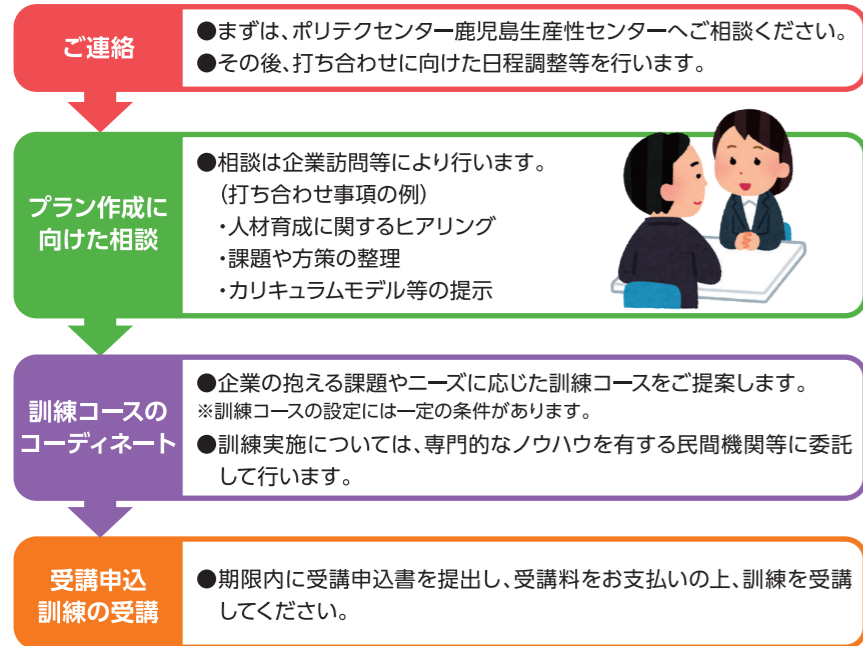 ご連絡
●まずは、ポリテクセンター鹿児島生産性センターへご相談ください。
●その後、打ち合わせに向けた日程調整等を行います。
プラン作成に
向けた相談
●相談は企業訪問等により行います。
（打ち合わせ事項の例）
・人材育成に関するヒアリング
・課題や方策の整理
・カリキュラムモデル等の提示
訓練コースの
コーディネート
●企業の抱える課題やニーズに応じた訓練コースをご提案します。
※訓練コースの設定には一定の条件があります。
●訓練実施については、専門的なノウハウを有する民間機関等に委託
して行います。
受講申込
訓練の受講
●期限内に受講申込書を提出し、受講料をお支払いの上、訓練を受講
してください。